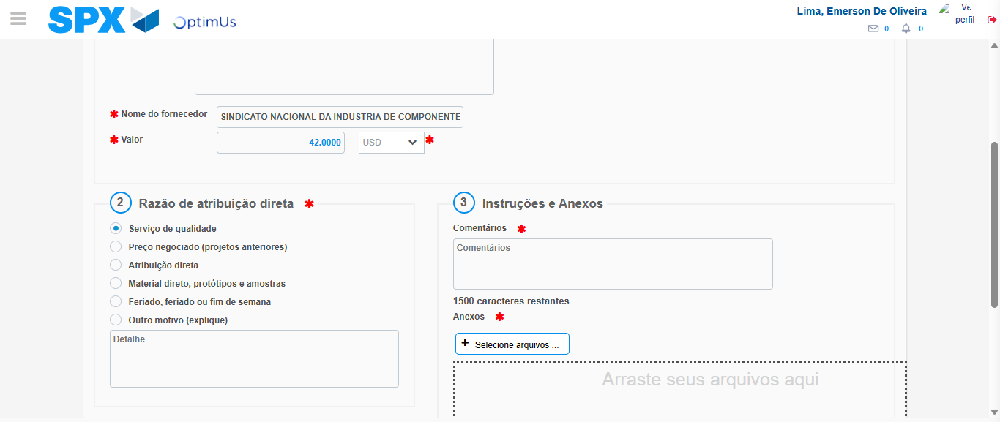 SPX
OptimUs
Lima, Emerson De Oliveira
0
0
Ve
perfil
Nome do fornecedor
SINDICATO NACIONAL DA INDUSTRIA DE COMPONENTE
Valor
42.0000
USD
2
Razão de atribuição direta
Serviço de qualidade
Preço negociado (projetos anteriores)
Atribuição direta
Material direto, protótipos e amostras
Feriado, feriado ou fim de semana
Outro motivo (explique)
Detalhe
3
Instruções e Anexos
Comentários
Comentários
1500 caracteres restantes
Anexos
+ Selecione arquivos ...
Arraste seus arquivos aqui